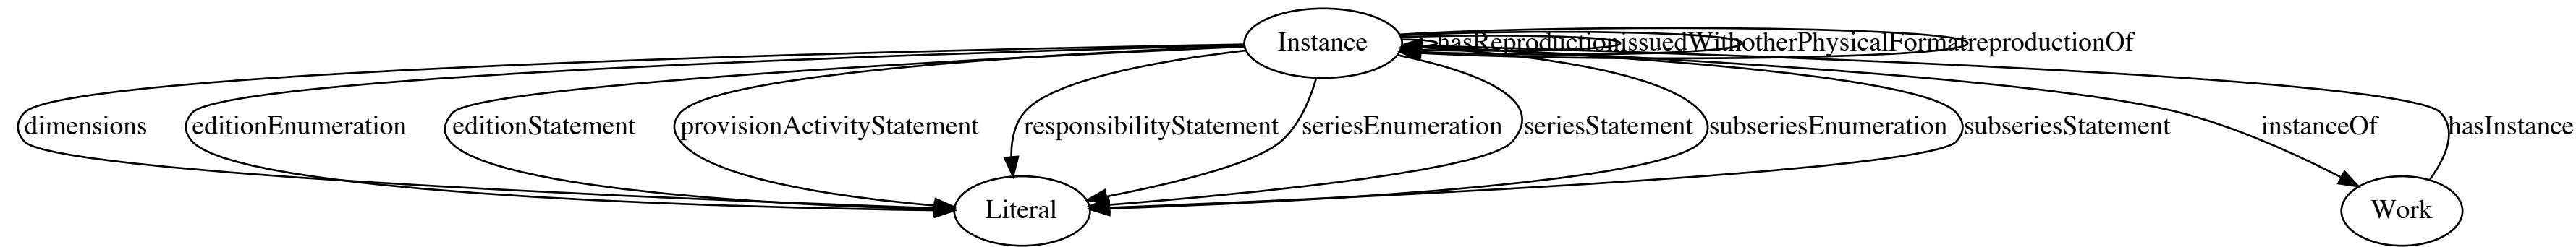 Instance
hasReproduction
issuedWith
otherPhysicalFormat
reproductionOf
dimensions
editionEnumeration
editionStatement
provisionActivityStatement
responsibilityStatement
seriesEnumeration
seriesStatement
subseriesEnumeration
subseriesStatement
instanceOf
hasInstance
Literal
Work